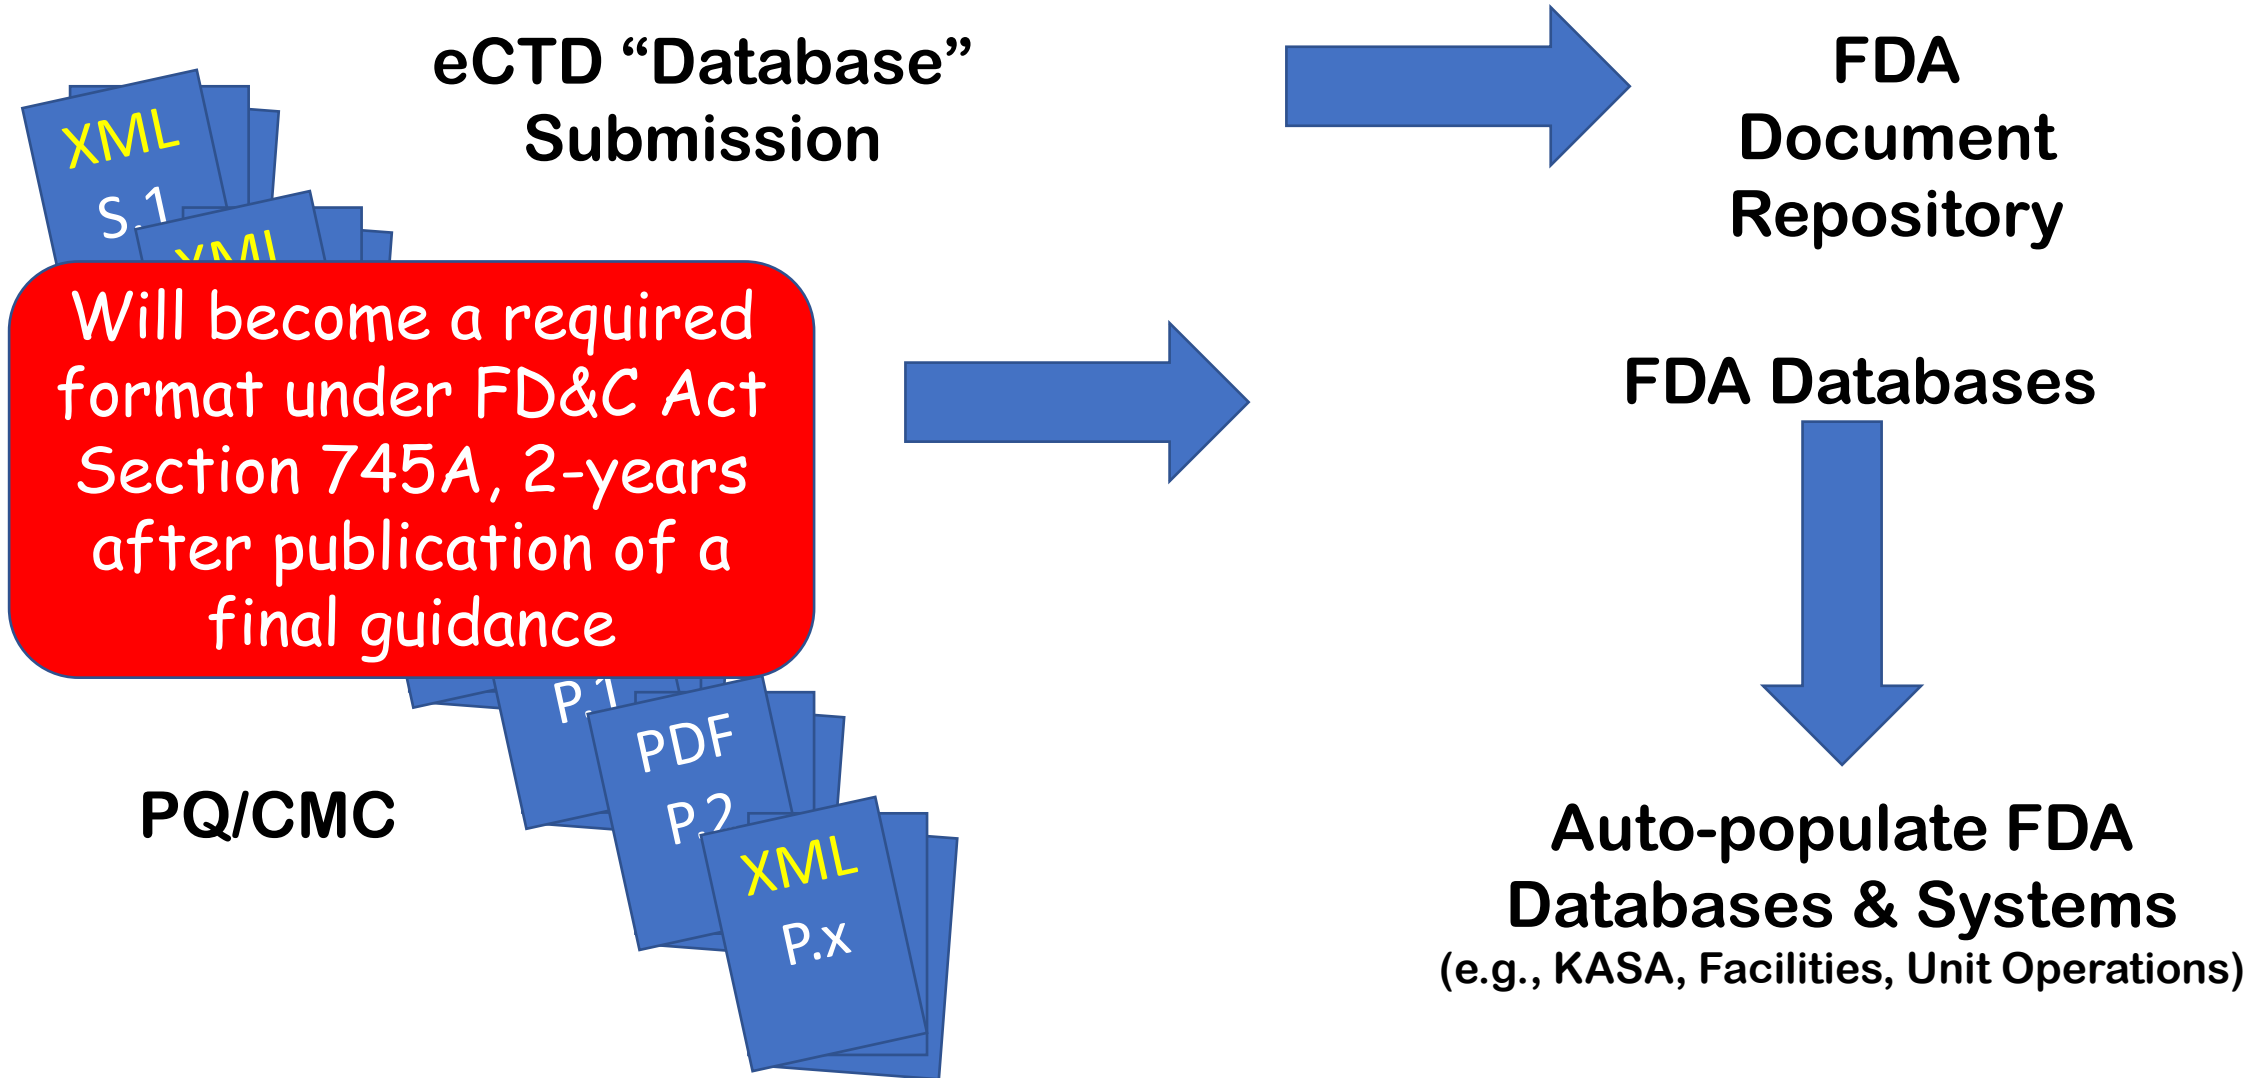 eCTD “Database”
Submission
FDA
Document
Repository
XML
S.1
XML
Will become a required
format under FD&C Act
Section 745A, 2-years
after publication of a
final guidance
FDA Databases
P.1
PDF
P.2
XML
P.x
PQ/CMC
Auto-populate FDA
Databases & Systems
(e.g., KASA, Facilities, Unit Operations)